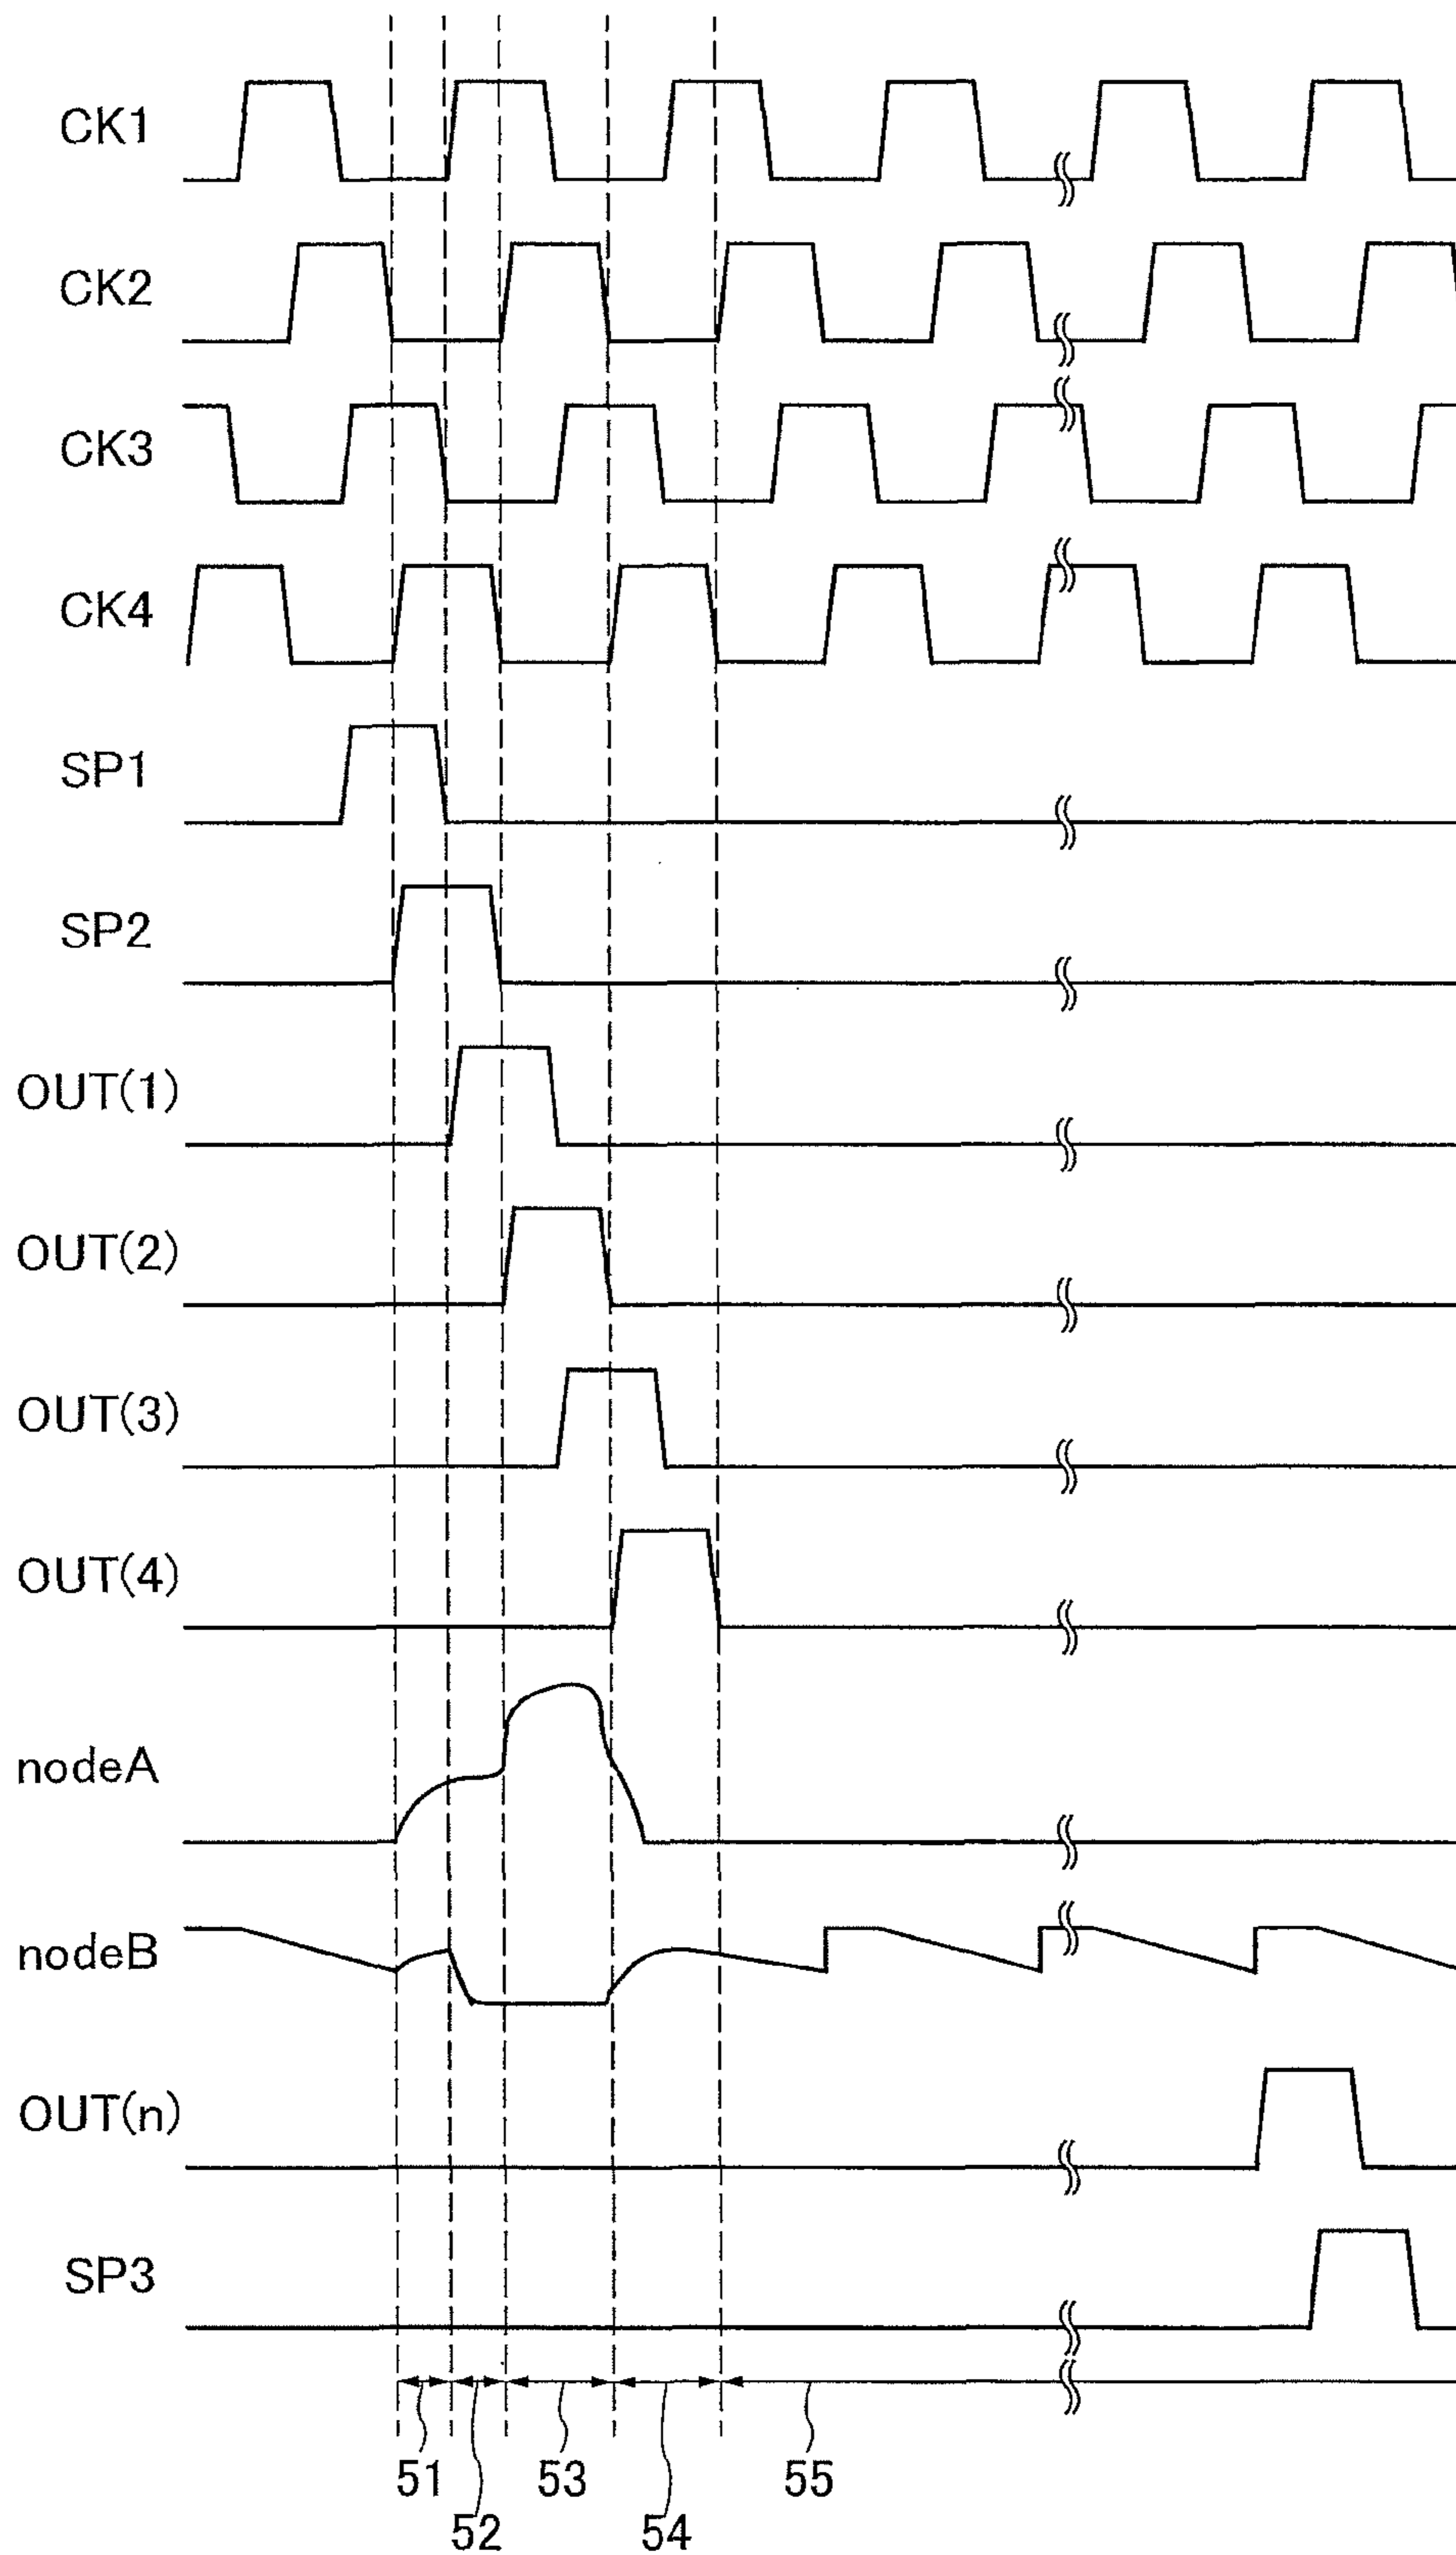 CK1
CK2
CK3
CK4
SP1
SP2
OUT(1)
OUT(2)
OUT(3)
OUT(4)
nodeA
nodeB
OUT(n)
SP3
51
52
53
54
55